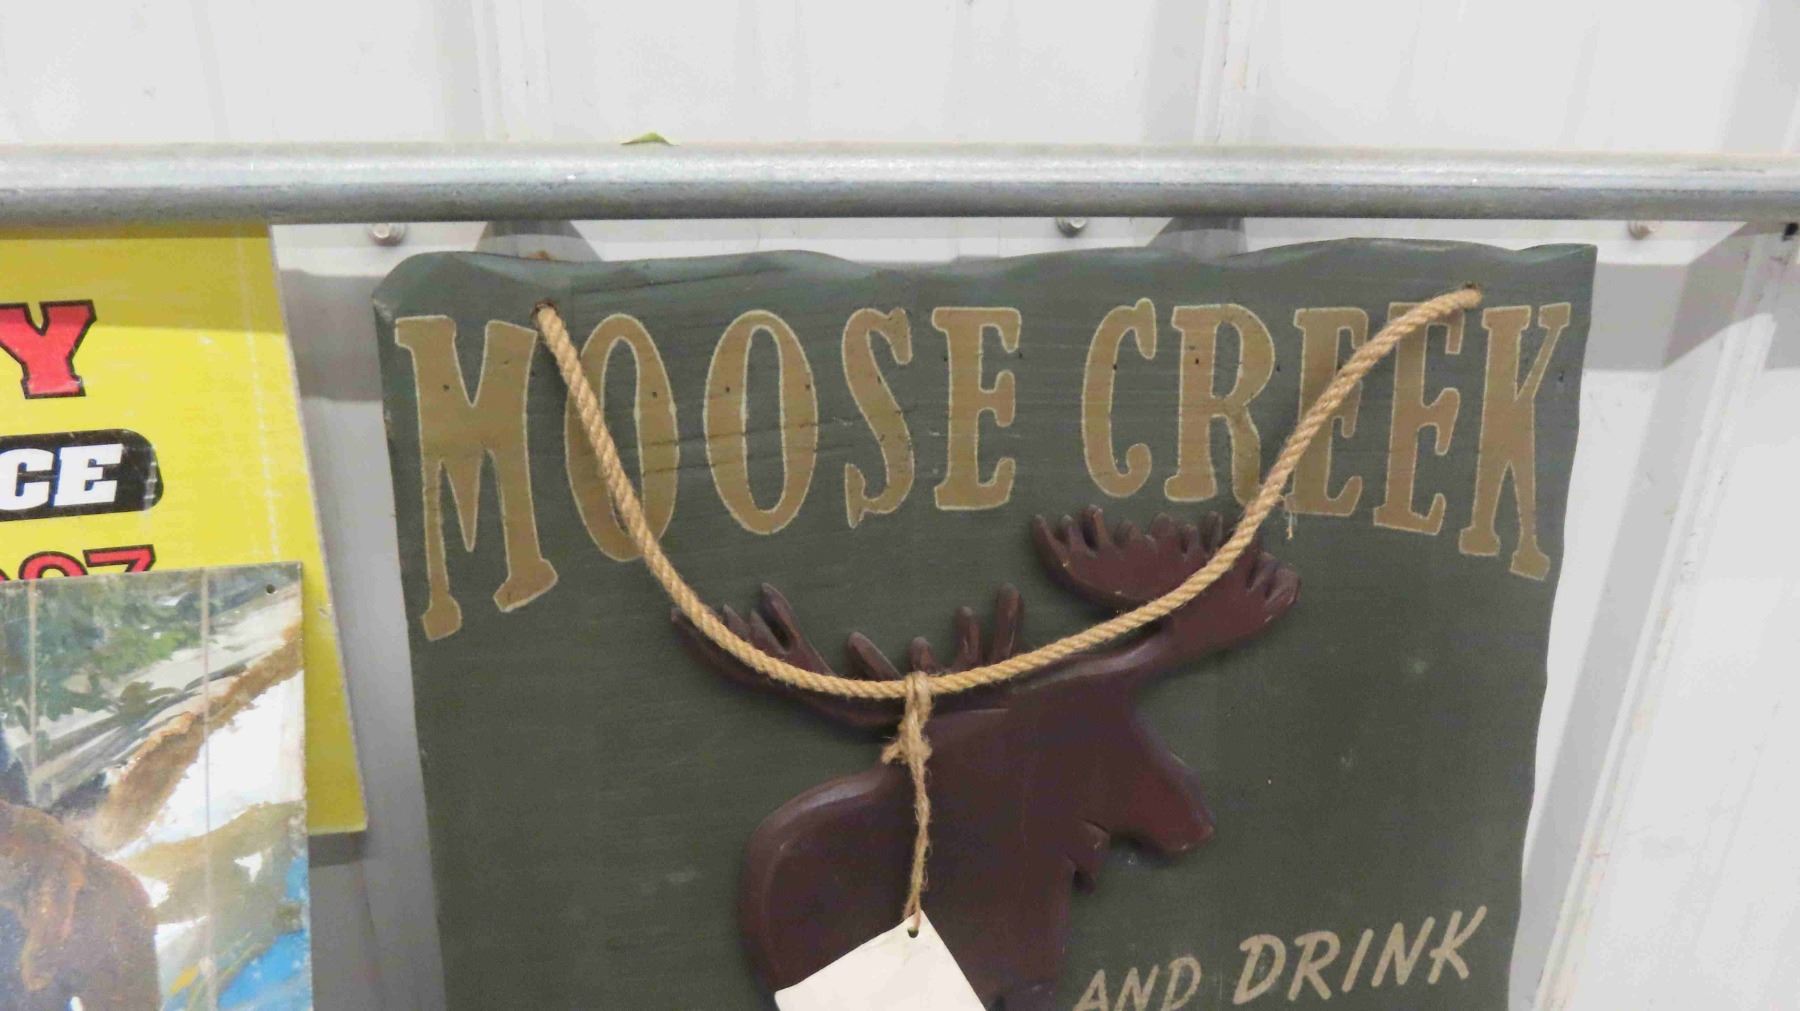 MOOSE CREEK
AND DRINK
Y
CE